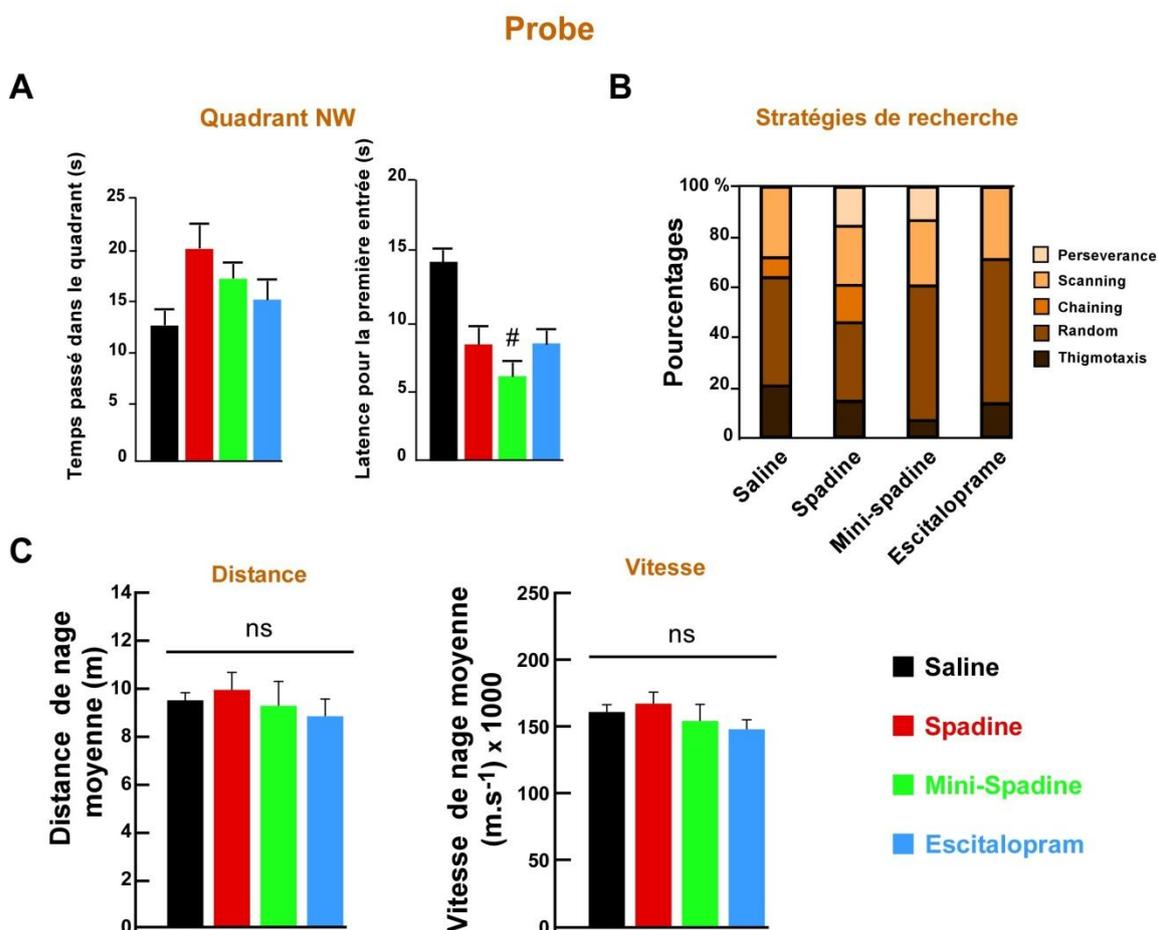 Probe
A
Quadrant NW
Temps passé dans le quadrant (s)
25
20
15
10
5
0
Latence pour la première entrée (s)
20
15
10
5
0
#
B
Stratégies de recherche
Pourcentages
100 %
80
60
40
20
0
Saline
Spadine
Mini-spadine
Escitaloprame
Perseverance
Scanning
Chaining
Random
Thigmotaxis
C
Distance
Distance de nage
moyenne (m)
14
12
10
8
6
4
2
0
ns
Vitesse
Vitesse de nage moyenne
(m.s-1) x 1000
250
200
150
100
50
0
ns
Saline
Spadine
Mini-Spadine
Escitalopram